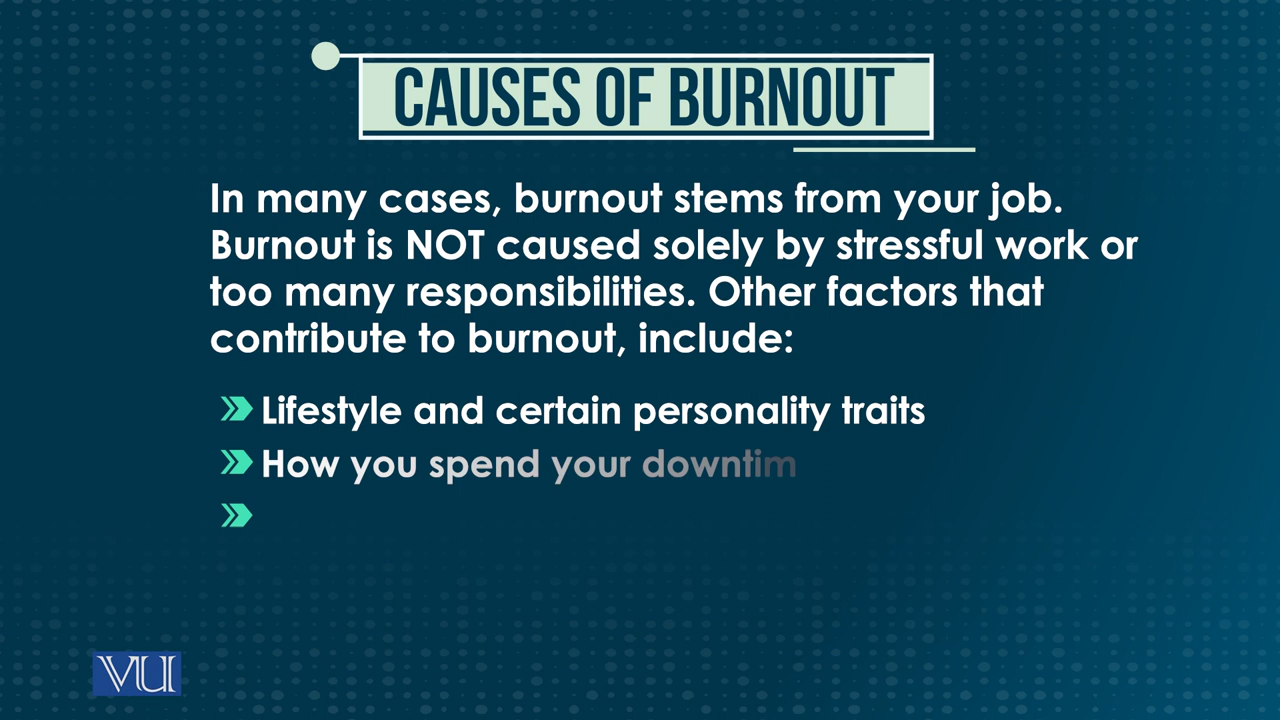 CAUSES OF BURNOUT
In many cases, burnout stems from your job.
Burnout is NOT caused solely by stressful work or
too many responsibilities. Other factors that
contribute to burnout, include:
Lifestyle and certain personality traits
How you spend your downtim
VU